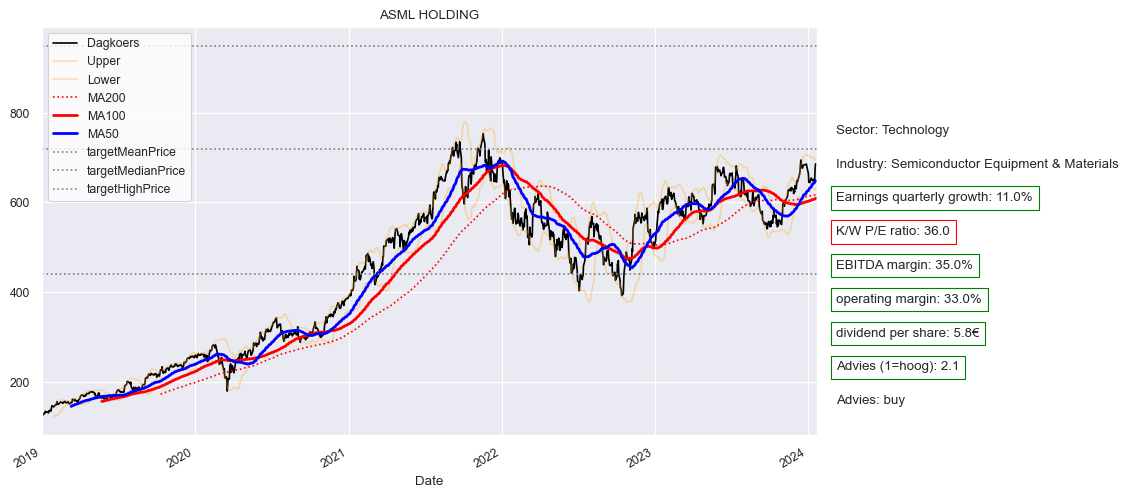 ASML HOLDING
Dagkoers
Upper
Lower
MA200
MA100
MA50
targetMeanPrice
targetMedianPrice
targetHighPrice
800
600
400
200
2019
2020
2021
2022
2023
2024
Date
Sector: Technology
Industry: Semiconductor Equipment & Materials
Earnings quarterly growth: 11.0%
K/W P/E ratio: 36.0
EBITDA margin: 35.0%
operating margin: 33.0%
dividend per share: 5.8€
Advies (1=hoog): 2.1
Advies: buy